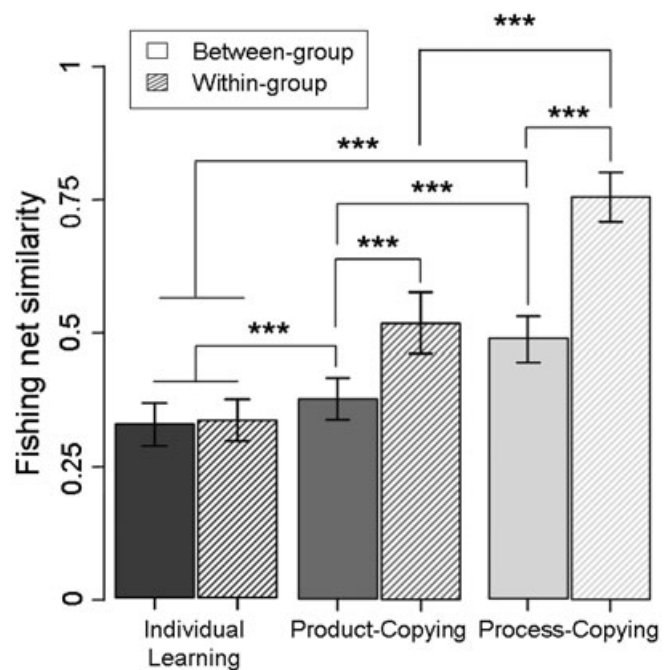 Between-group
Within-group
***
***
***
***
***
***
Fishing net similarity
1
0.75
0.5
0.25
0
Individual
Learning
Product-Copying
Process-Copying